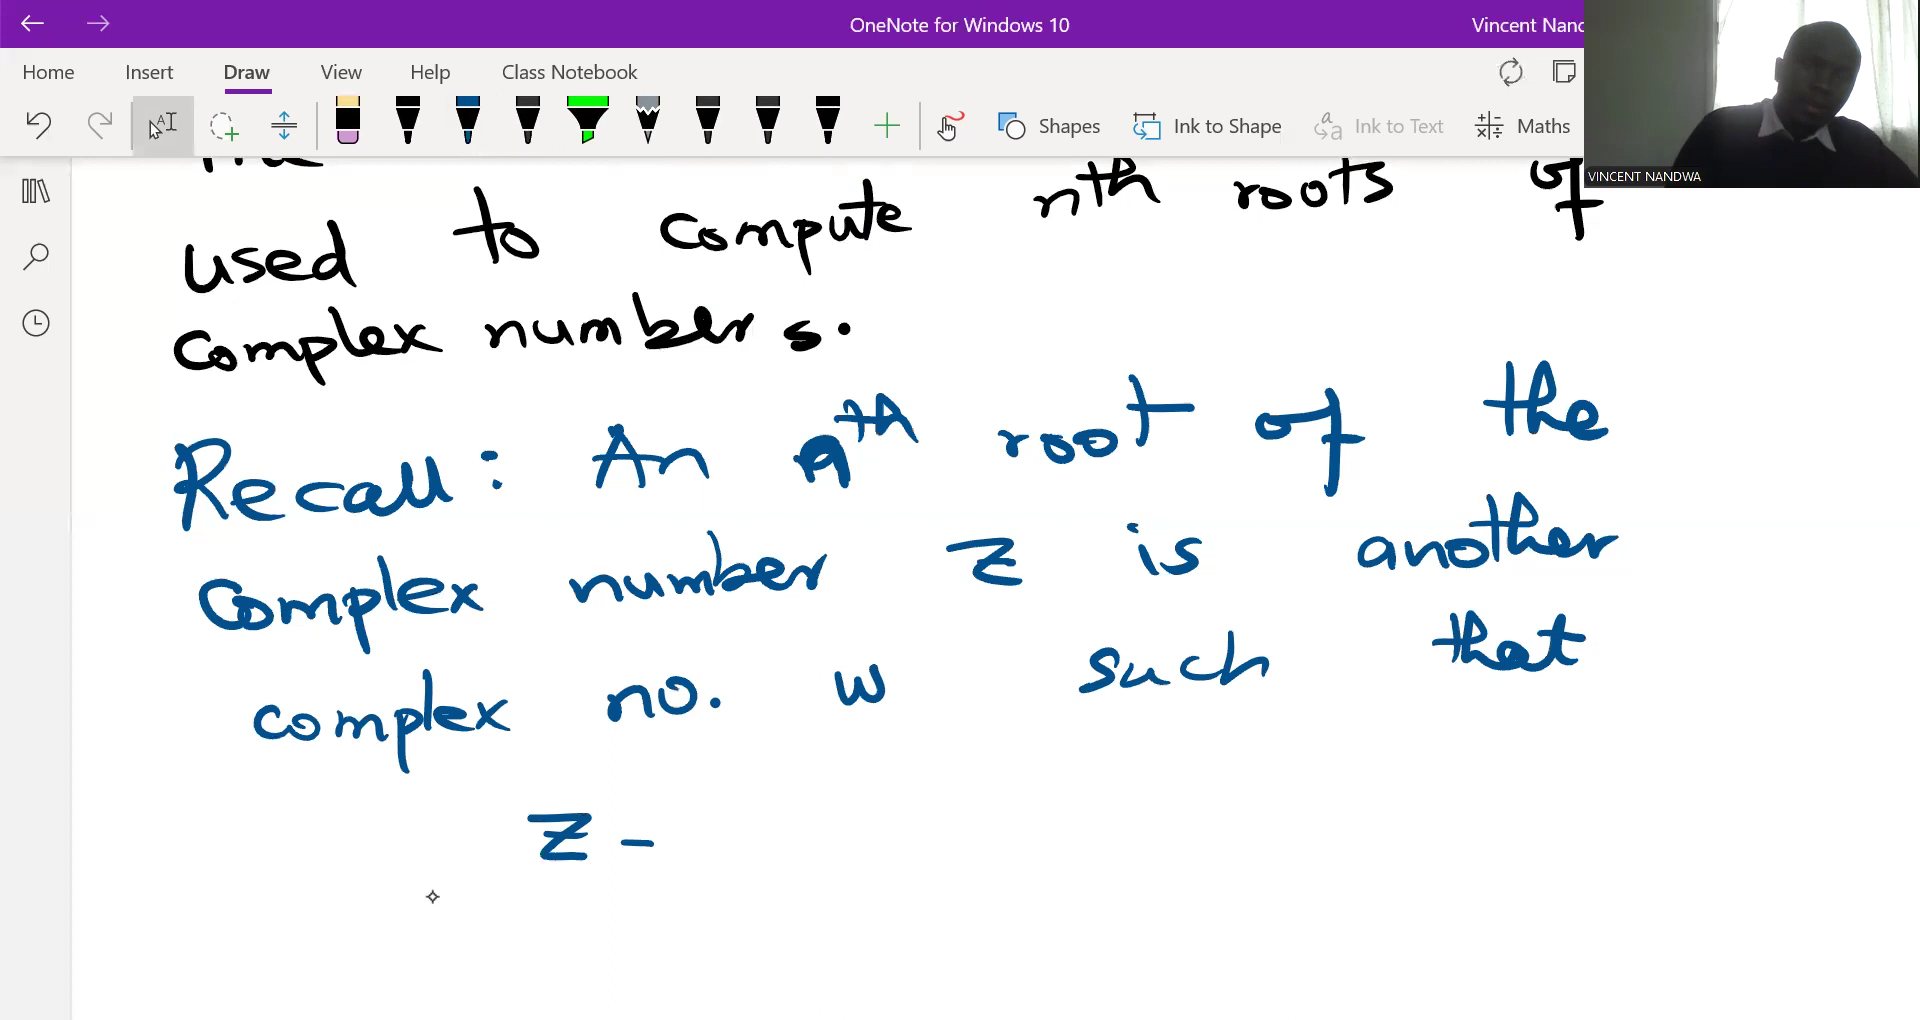 OneNote for Windows 10
Vincent Nand
Home Insert Draw View Help Class Notebook
Shapes Ink to Shape Ink to Text Maths
VINCENT NANDWA
used to compute nth roots of
complex numbers.
Recall: An nth root of the
complex number z is another
complex no. w such that
z -